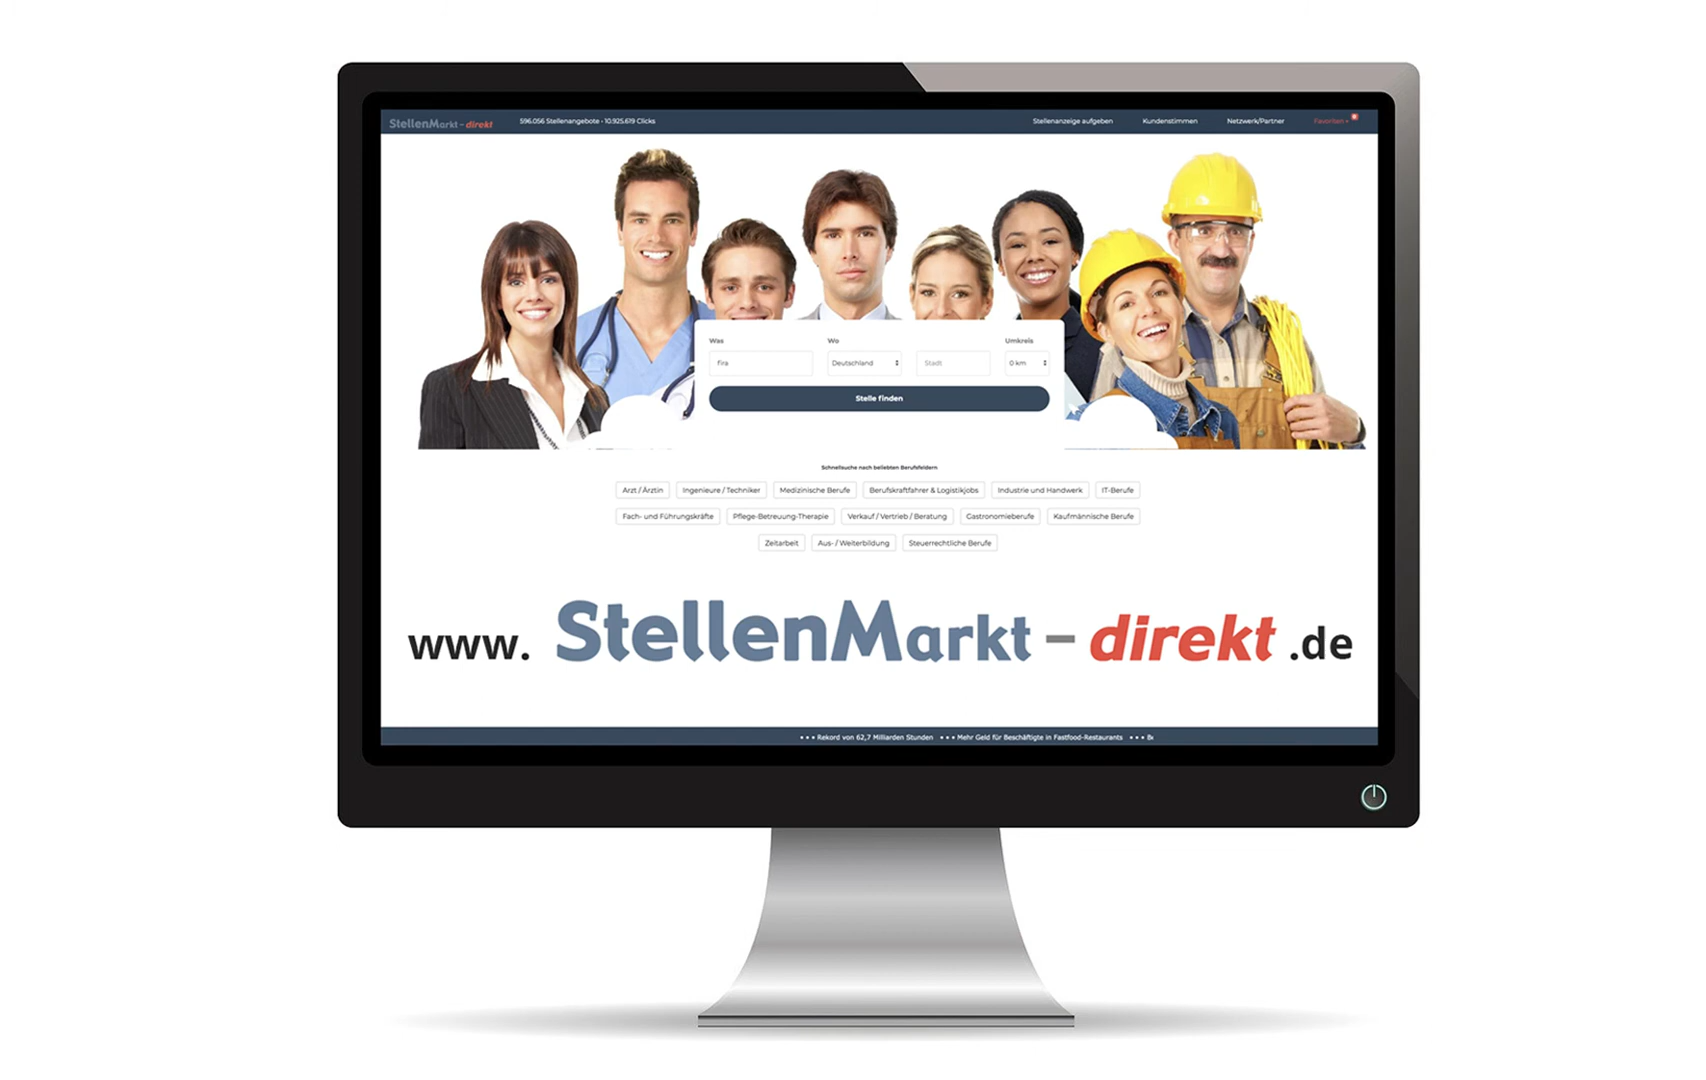 StellenMarkt - direkt 596.056 Stellenangebote - 10.925.619 Clicks Stellenanzeige aufgeben Kundenstimmen Netzwerk/Partner Favoriten
Was Wo Umkreis
fira Deutschland Stadt 0 km
Stelle finden
Schnellsuche nach beliebten Berufsfeldern
Arzt / Ärztin Ingenieure / Techniker Medizinische Berufe Berufskraftfahrer & Logistikjobs Industrie und Handwerk IT-Berufe
Fach- und Führungskräfte Pflege-Betreuung-Therapie Verkauf / Vertrieb / Beratung Gastronomieberufe Kaufmännische Berufe
Zeitarbeit Aus- / Weiterbildung Steuerrechtliche Berufe
www. StellenMarkt - direkt .de
• • • Rekord von 62,7 Milliarden Stunden • • • Mehr Geld für Beschäftigte in Fastfood-Restaurants • • •